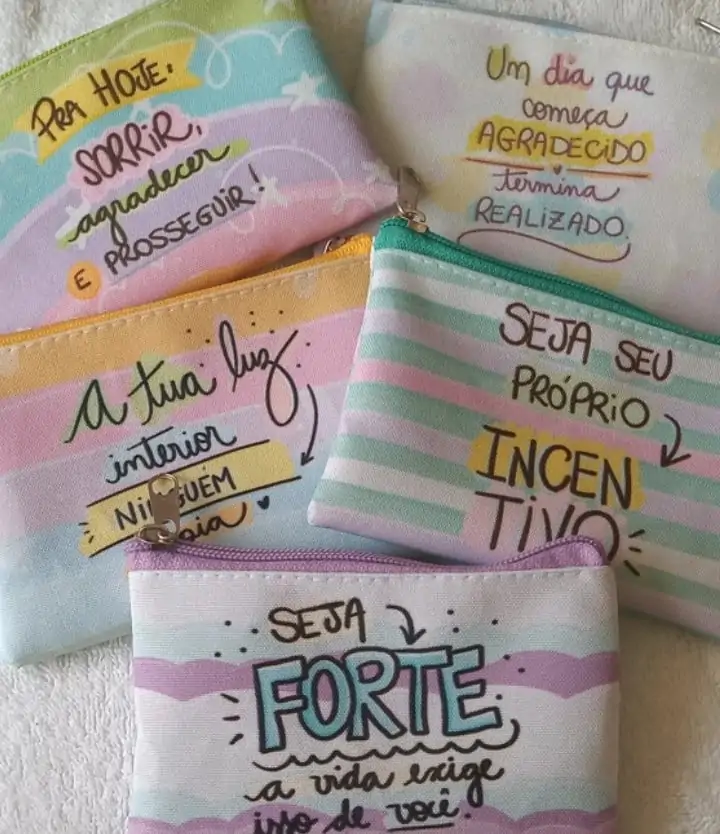 PRA HOJE:
SORRIR,
agradecer
E PROSSEGUIR!
Um dia que
começa
AGRADECIDO
termina
REALIZADO.
A tua luz
interior
NINGUÉM
SEJA SEU
PRÓPRIO
INCEN
TIVO
SEJA
FORTE
a vida exige
isso de você.